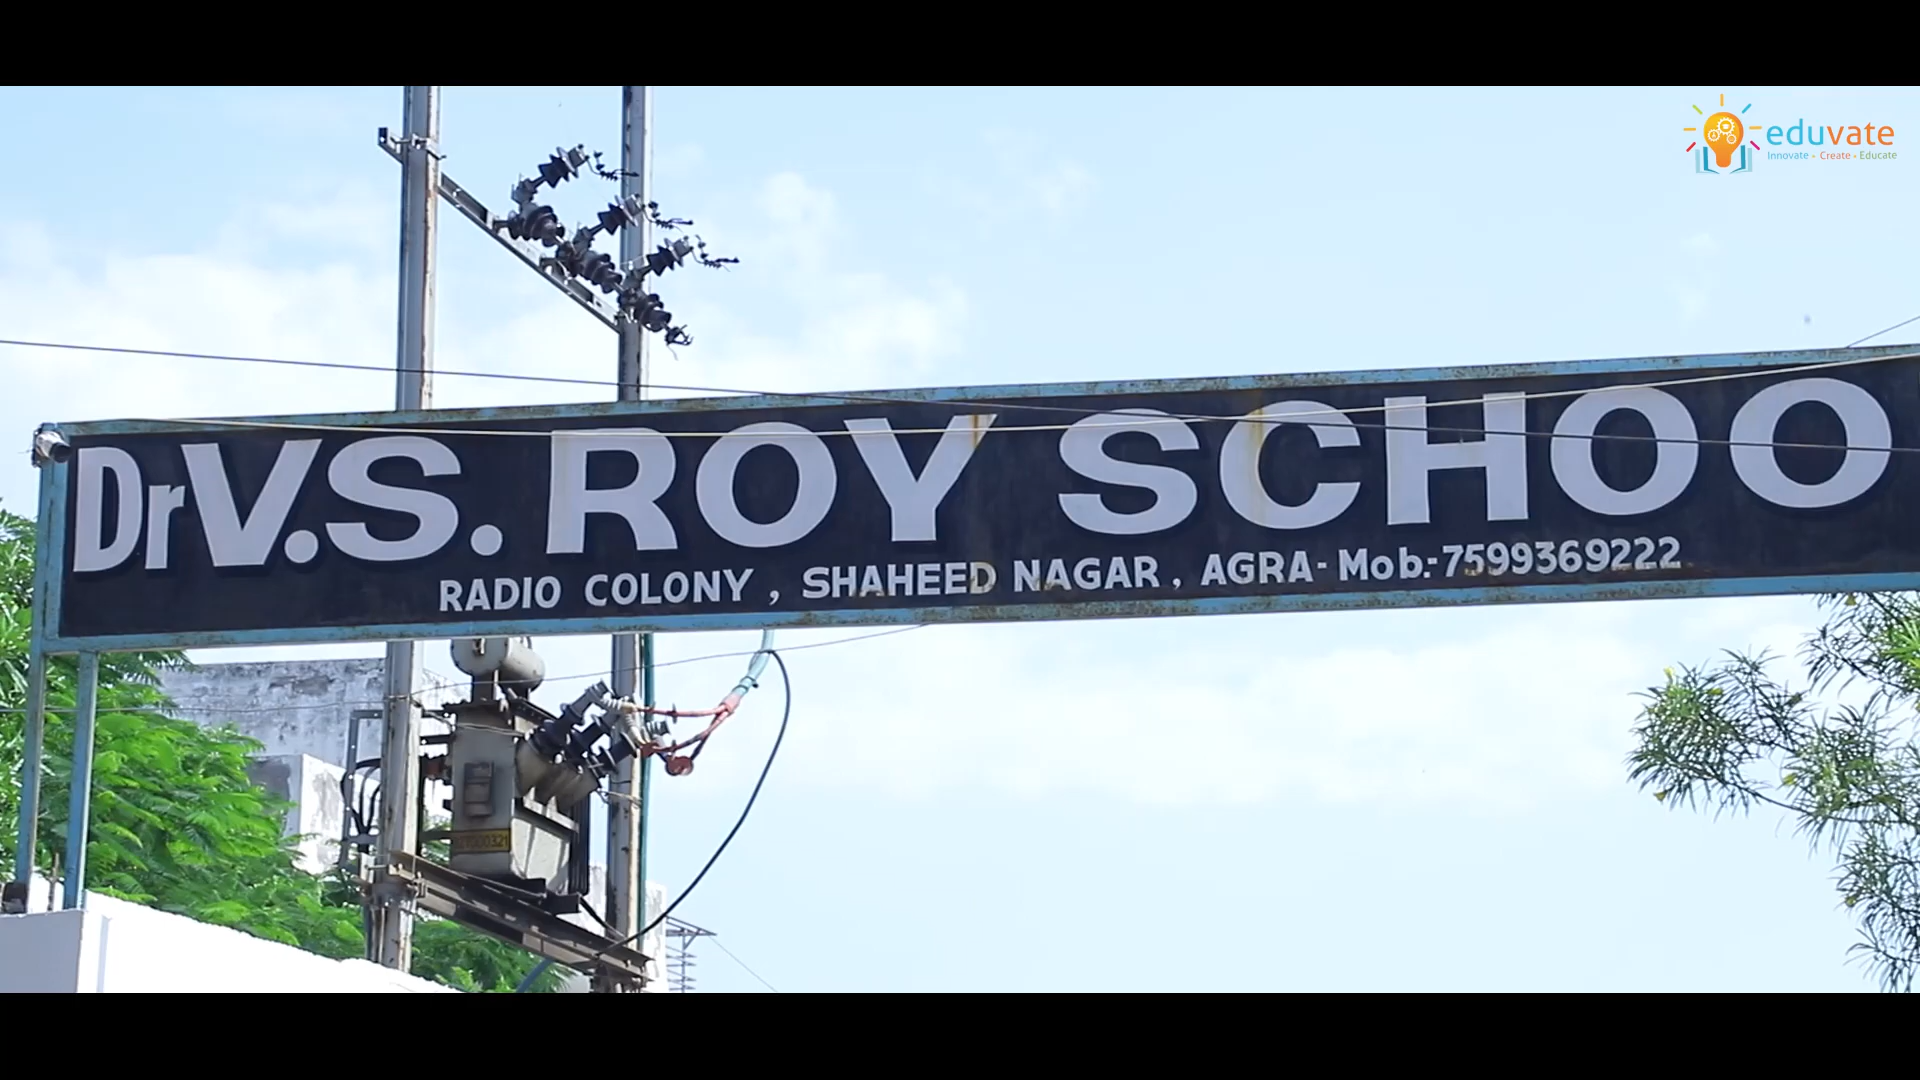 eduvate
Innovate - Create - Educate
Dr V.S. ROY SCHOO
RADIO COLONY , SHAHEED NAGAR , AGRA- Mob:-7599369222